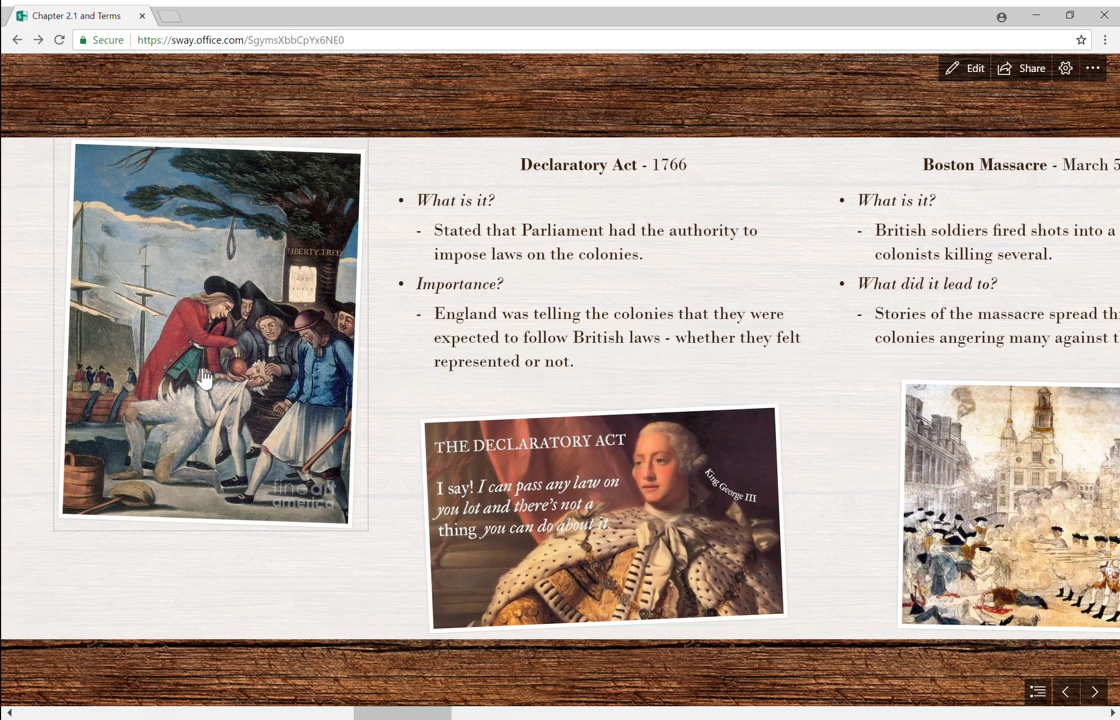 Chapter 2.1 and Terms
Secure
https://sway.office.com/SgymsXbbCpYx6NE0
Edit
Share
LIBERTY TREE
fine art
america
Declaratory Act - 1766
• What is it?
- Stated that Parliament had the authority to
impose laws on the colonies.
• Importance?
- England was telling the colonies that they were
expected to follow British laws - whether they felt
represented or not.
THE DECLARATORY ACT
I say! I can pass any law on
you lot and there's not a
thing you can do about it
King George III
Boston Massacre - March 5
• What is it?
- British soldiers fired shots into a
colonists killing several.
• What did it lead to?
- Stories of the massacre spread
colonies angering many against